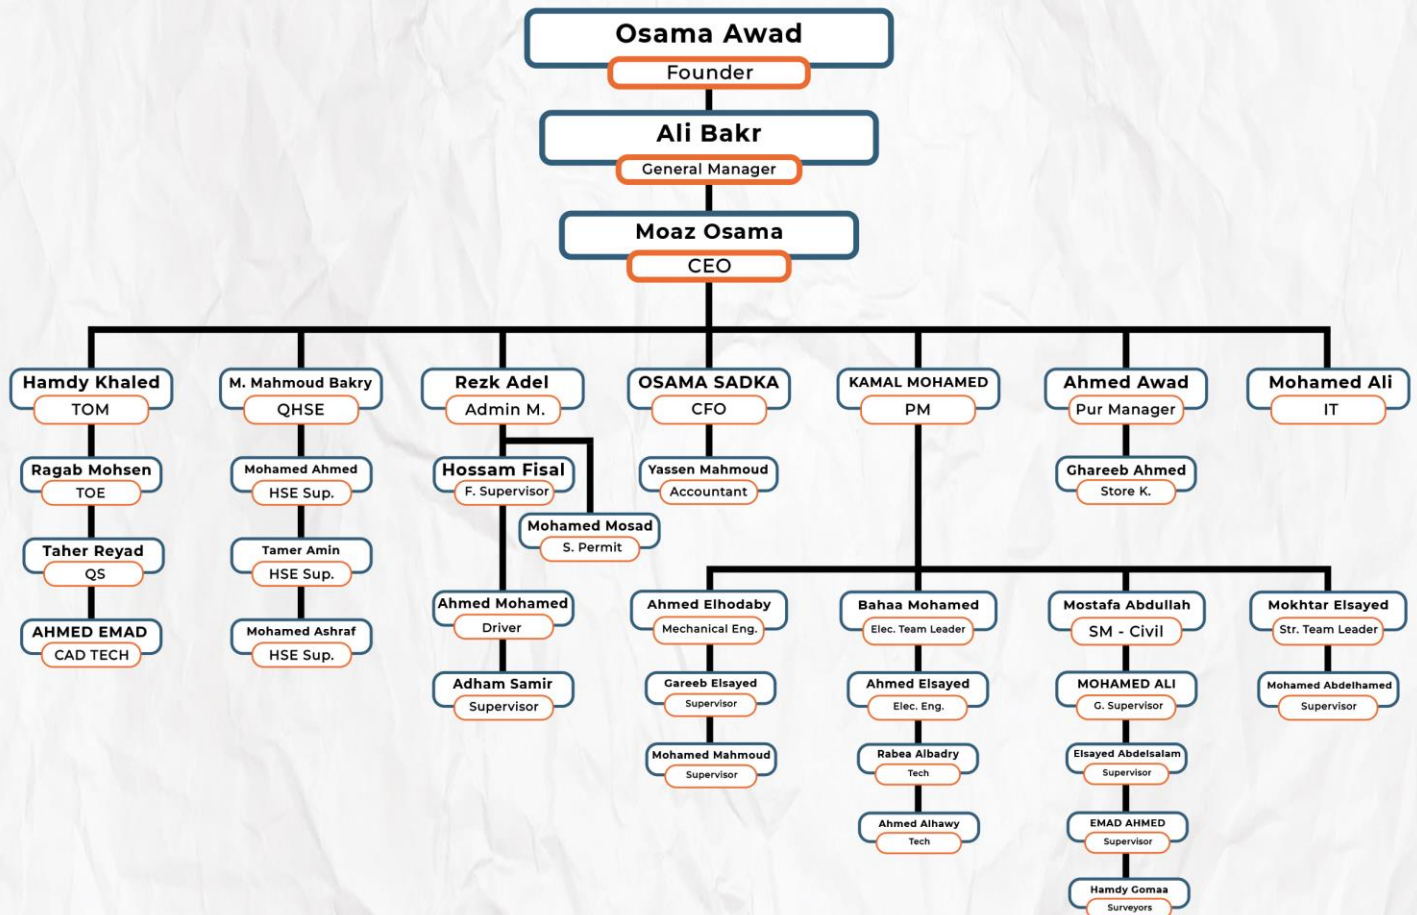 Osama Awad
Founder
Ali Bakr
General Manager
Moaz Osama
CEO
Hamdy Khaled
TOM
M. Mahmoud Bakry
QHSE
Rezk Adel
Admin M.
OSAMA SADKA
CFO
KAMAL MOHAMED
PM
Ahmed Awad
Pur Manager
Mohamed Ali
IT
Ragab Mohsen
TOE
Mohamed Ahmed
HSE Sup.
Hossam Fisal
F. Supervisor
Yassen Mahmoud
Accountant
Ghareeb Ahmed
Store K.
Mohamed Mosad
S. Permit
Taher Reyad
QS
Tamer Amin
HSE Sup.
Ahmed Mohamed
Driver
Ahmed Elhodaby
Mechanical Eng.
Bahaa Mohamed
Elec. Team Leader
Mostafa Abdullah
SM - Civil
Mokhtar Elsayed
Str. Team Leader
AHMED EMAD
CAD TECH
Mohamed Ashraf
HSE Sup.
Adham Samir
Supervisor
Gareeb Elsayed
Supervisor
Ahmed Elsayed
Elec. Eng.
MOHAMED ALI
G. Supervisor
Mohamed Abdelhamed
Supervisor
Mohamed Mahmoud
Supervisor
Rabea Albadry
Tech
Elsayed Abdelsalam
Supervisor
Ahmed Alhawy
Tech
EMAD AHMED
Supervisor
Hamdy Gomaa
Surveyors